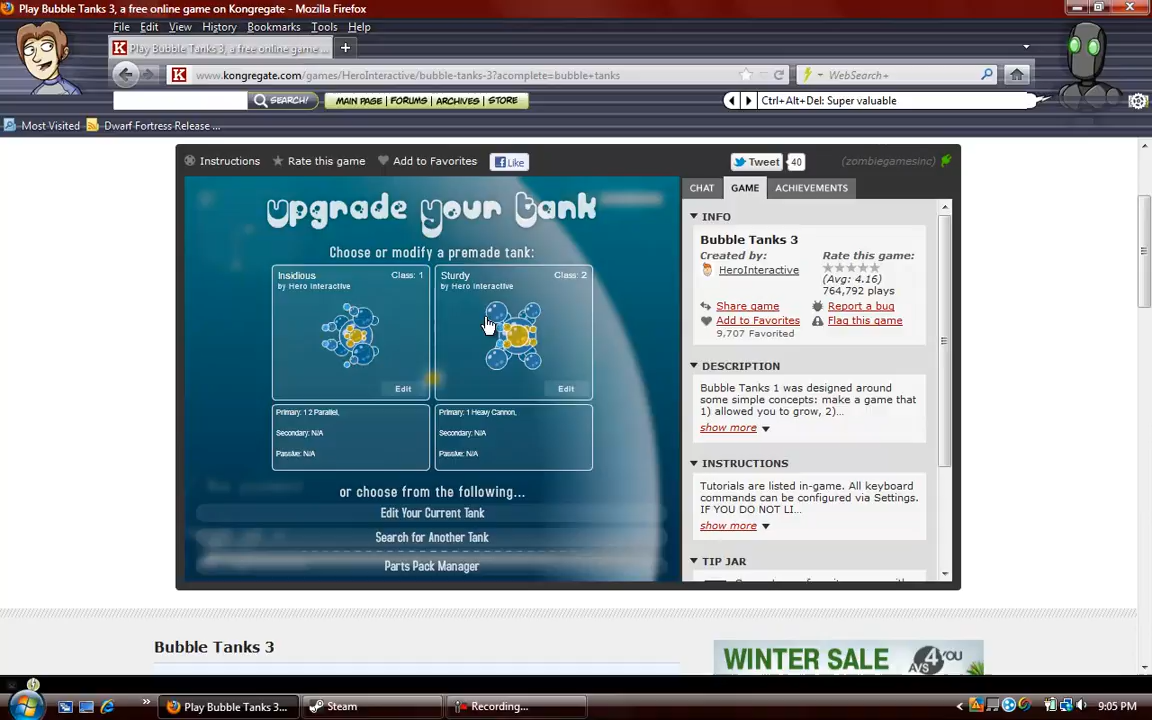 Play Bubble Tanks 3, a free online game on Kongregate - Mozilla Firefox
File Edit View History Bookmarks Tools Help
Play Bubble Tanks 3, a free online game ...
www.kongregate.com/games/HeroInteractive/bubble-tanks-3?acomplete=bubble+tanks
WebSearch+
SEARCH!
MAIN PAGE | FORUMS | ARCHIVES | STORE
Ctrl+Alt+Del: Super valuable
Most Visited Dwarf Fortress Release ...
Instructions Rate this game Add to Favorites Like
Tweet 40 (zombiegamesinc)
CHAT GAME ACHIEVEMENTS
Upgrade Your Tank
Choose or modify a premade tank:
Insidious Class: 1
by Hero Interactive
Edit
Primary: 1 2 Parallel,
Secondary: N/A
Passive: N/A
Sturdy Class: 2
by Hero Interactive
Edit
Primary: 1 Heavy Cannon,
Secondary: N/A
Passive: N/A
or choose from the following...
Edit Your Current Tank
Search for Another Tank
Parts Pack Manager
INFO
Bubble Tanks 3
Created by:
HeroInteractive
Rate this game:
(Avg: 4.16)
764,792 plays
Share game
Report a bug
Add to Favorites
Flag this game
9,707 Favorited
DESCRIPTION
Bubble Tanks 1 was designed around
some simple concepts: make a game that
1) allowed you to grow, 2)...
show more
INSTRUCTIONS
Tutorials are listed in-game. All keyboard
commands can be configured via Settings.
IF YOU DO NOT LI...
show more
TIP JAR
Bubble Tanks 3
WINTER SALE AVS4YOU
Play Bubble Tanks 3... Steam Recording... 9:05 PM